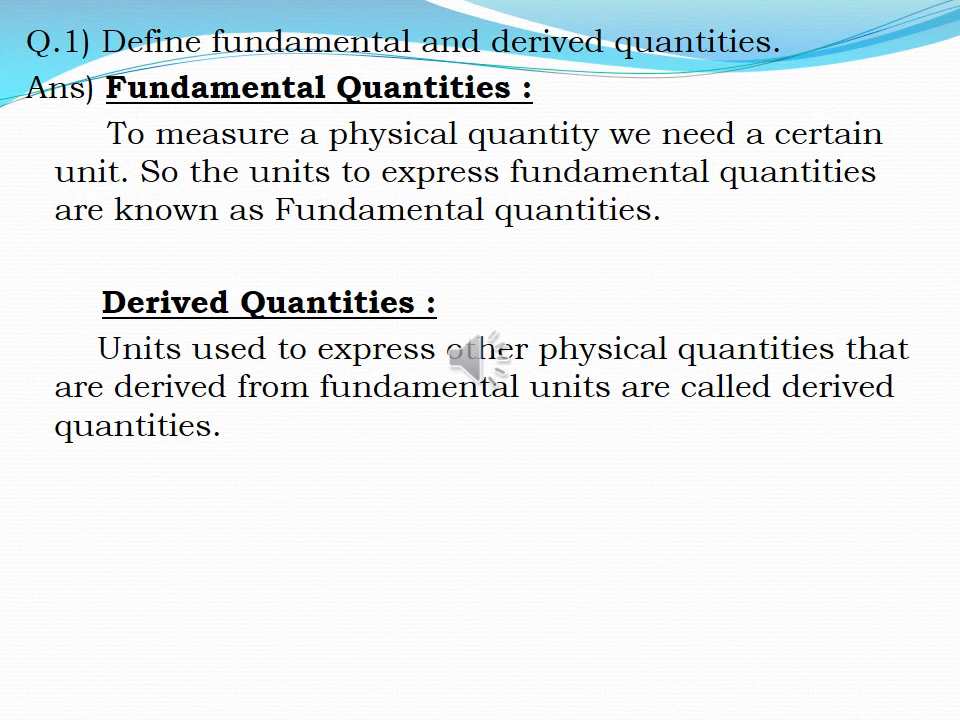 Q.1) Define fundamental and derived quantities.
Ans) Fundamental Quantities :
To measure a physical quantity we need a certain
unit. So the units to express fundamental quantities
are known as Fundamental quantities.
Derived Quantities :
Units used to express other physical quantities that
are derived from fundamental units are called derived
quantities.